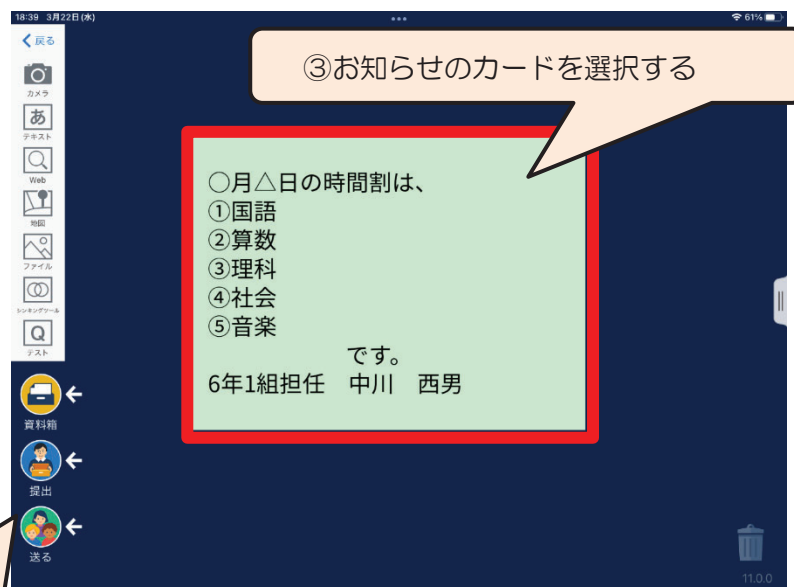 18:39 3月22日(水)
61%
戻る
③お知らせのカードを選択する
カメラ
あ
テキスト
Web
地図
ファイル
シンキングツール
Q
テスト
○月△日の時間割は、
①国語
②算数
③理科
④社会
⑤音楽
です。
6年1組担任 中川 西男
資料箱
提出
送る
11.0.0